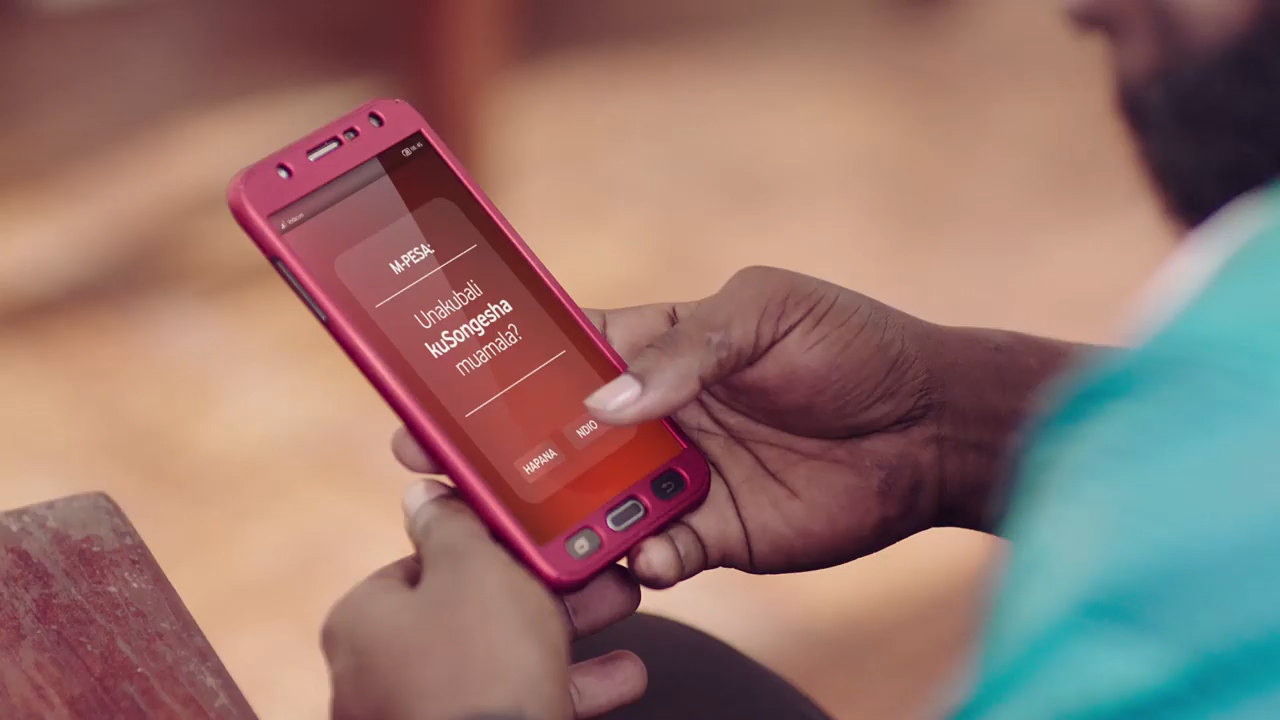 M-PESA:
Unakubali
kuSongesha
muamala?
HAPANA
NDIO